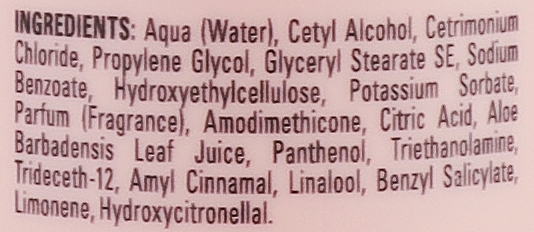 INGREDIENTS: Aqua (Water), Cetyl Alcohol, Cetrimonium
Chloride, Propylene Glycol, Glyceryl Stearate SE, Sodium
Benzoate, Hydroxyethylcellulose, Potassium Sorbate,
Parfum (Fragrance), Amodimethicone, Citric Acid, Aloe
Barbadensis Leaf Juice, Panthenol, Triethanolamine,
Trideceth-12, Amyl Cinnamal, Linalool, Benzyl Salicylate,
Limonene, Hydroxycitronellal.